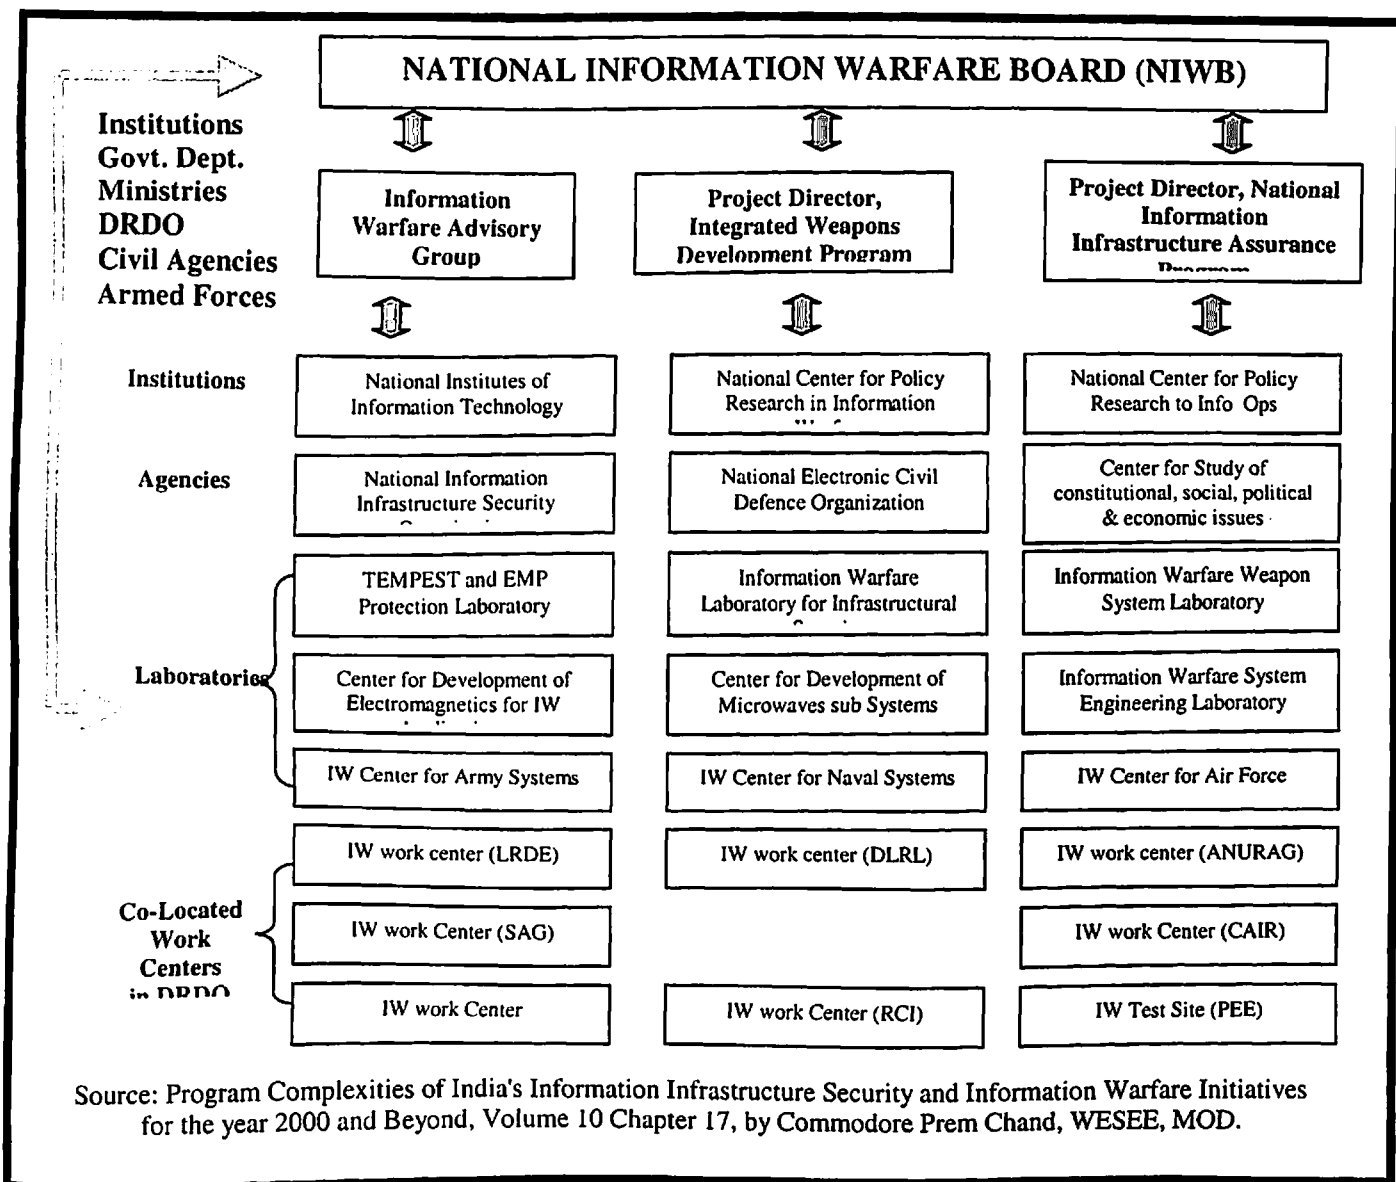 NATIONAL INFORMATION WARFARE BOARD (NIWB)
Institutions
Govt. Dept.
Ministries
DRDO
Civil Agencies
Armed Forces
Information
Warfare Advisory
Group
Project Director,
Integrated Weapons
Development Program
Project Director, National
Information
Infrastructure Assurance
Program
Institutions
National Institutes of
Information Technology
National Center for Policy
Research in Information
National Center for Policy
Research to Info Ops
Agencies
National Information
Infrastructure Security
National Electronic Civil
Defence Organization
Center for Study of
constitutional, social, political
& economic issues
Laboratories
TEMPEST and EMP
Protection Laboratory
Information Warfare
Laboratory for Infrastructural
Information Warfare Weapon
System Laboratory
Center for Development of
Electromagnetics for IW
Center for Development of
Microwaves sub Systems
Information Warfare System
Engineering Laboratory
IW Center for Army Systems
IW Center for Naval Systems
IW Center for Air Force
Co-Located
Work
Centers
in DRDO
IW work center (LRDE)
IW work center (DLRL)
IW work center (ANURAG)
IW work Center (SAG)
IW work Center (CAIR)
IW work Center
IW work Center (RCI)
IW Test Site (PEE)
Source: Program Complexities of India's Information Infrastructure Security and Information Warfare Initiatives
for the year 2000 and Beyond, Volume 10 Chapter 17, by Commodore Prem Chand, WESEE, MOD.